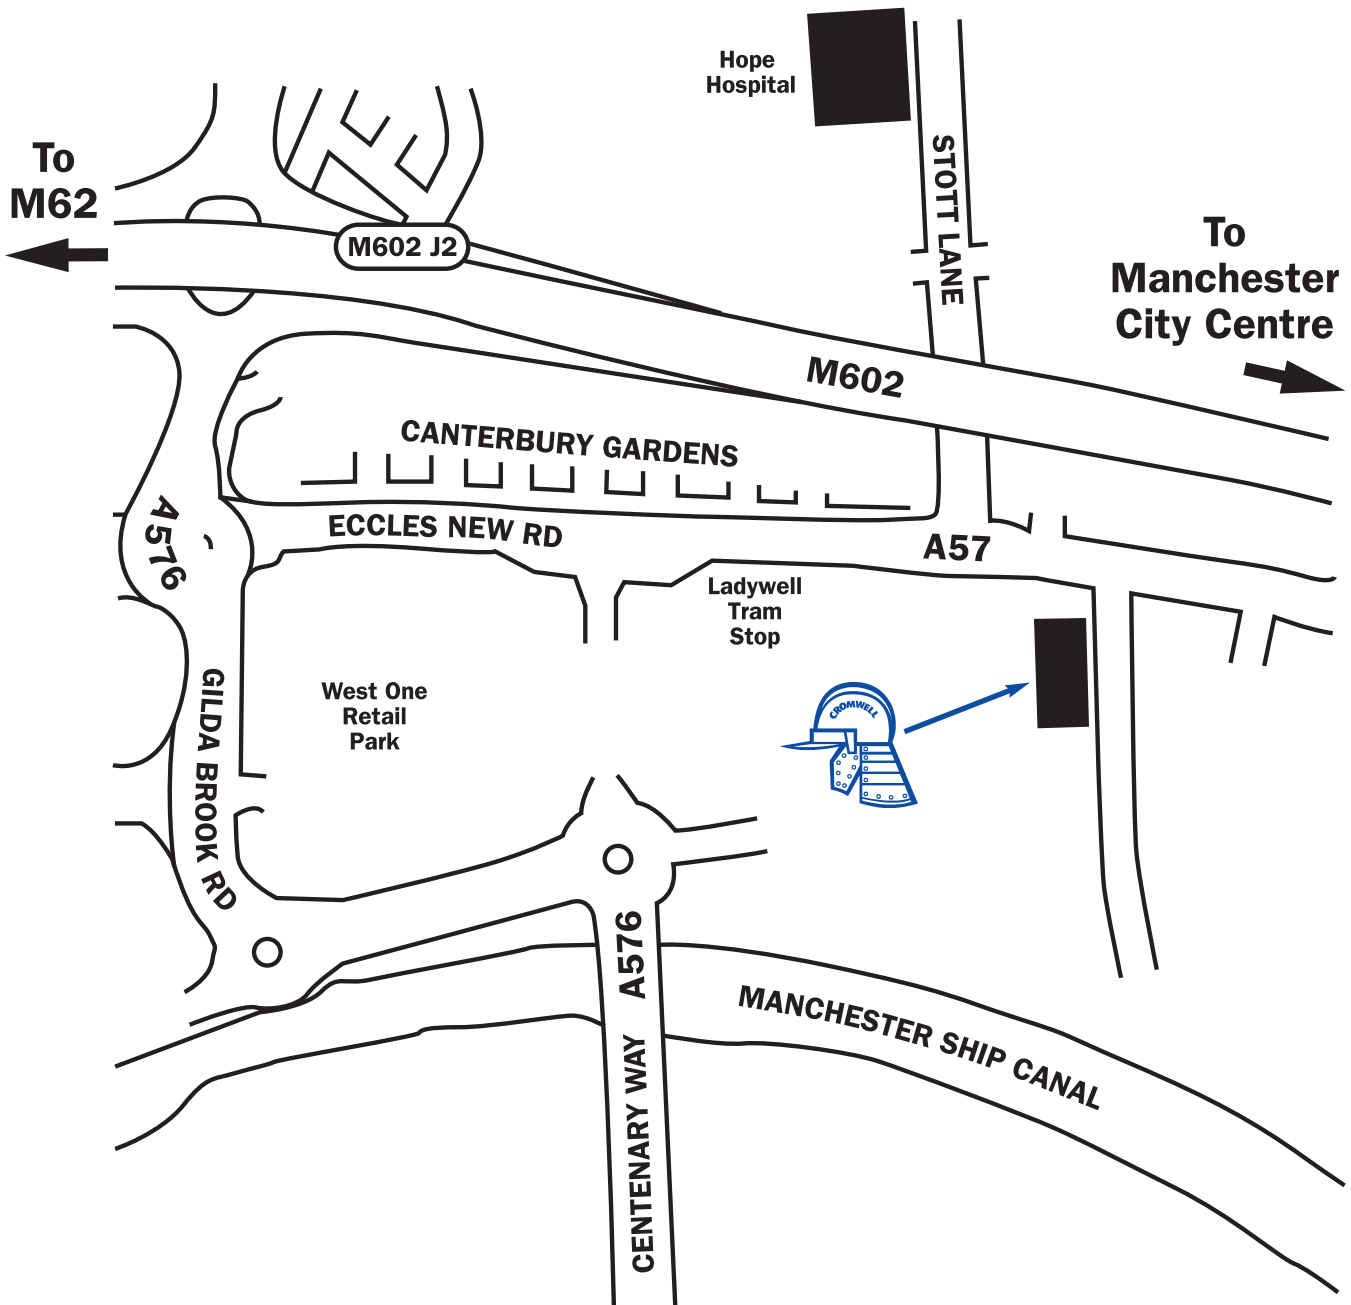 Hope
Hospital
To
M62
STOTT LANE
M602 J2
To
Manchester
City Centre
M602
CANTERBURY GARDENS
ECCLES NEW RD
A57
A576
Ladywell
Tram
Stop
West One
Retail
Park
GILDA BROOK RD
CROMWELL
A576
MANCHESTER SHIP CANAL
CENTENARY WAY